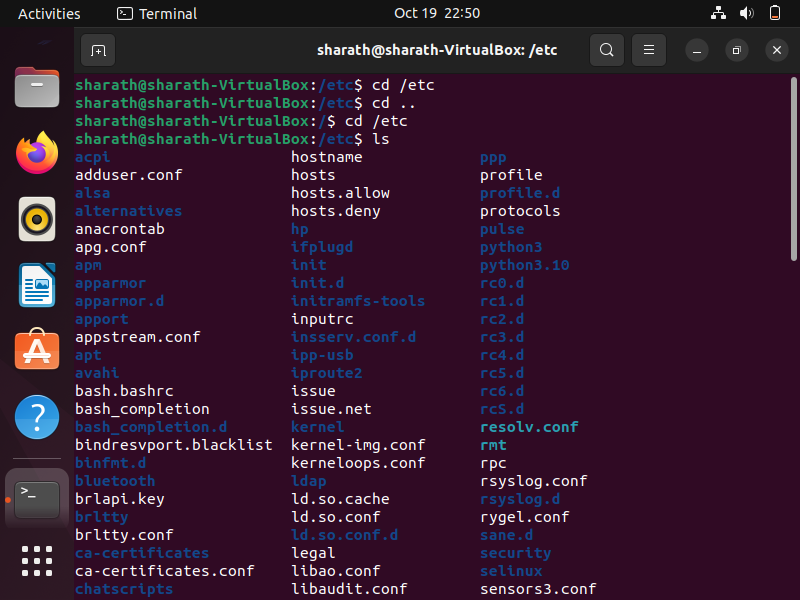 Activities Terminal Oct 19 22:50
sharath@sharath-VirtualBox: /etc
sharath@sharath-VirtualBox:/etc$ cd /etc
sharath@sharath-VirtualBox:/etc$ cd ..
sharath@sharath-VirtualBox:/$ cd /etc
sharath@sharath-VirtualBox:/etc$ ls
acpi hostname ppp
adduser.conf hosts profile
alsa hosts.allow profile.d
alternatives hosts.deny protocols
anacrontab hp pulse
apg.conf ifplugd python3
apm init python3.10
apparmor init.d rc0.d
apparmor.d initramfs-tools rc1.d
apport inputrc rc2.d
appstream.conf insserv.conf.d rc3.d
apt ipp-usb rc4.d
avahi iproute2 rc5.d
bash.bashrc issue rc6.d
bash_completion issue.net rcS.d
bash_completion.d kernel resolv.conf
bindresvport.blacklist kernel-img.conf rmt
binfmt.d kerneloops.conf rpc
bluetooth ldap rsyslog.conf
brlapi.key ld.so.cache rsyslog.d
brltty ld.so.conf rygel.conf
brltty.conf ld.so.conf.d sane.d
ca-certificates legal security
ca-certificates.conf libao.conf selinux
chatscripts libaudit.conf sensors3.conf